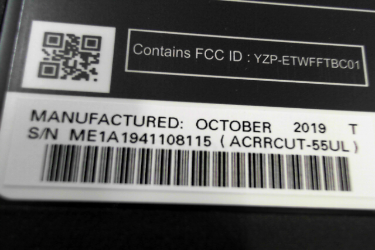 Contains FCC ID : YZP-ETWFFTBC01
MANUFACTURED: OCTOBER 2019 T
S/N ME1A1941108115 ( ACRRCUT-55UL )